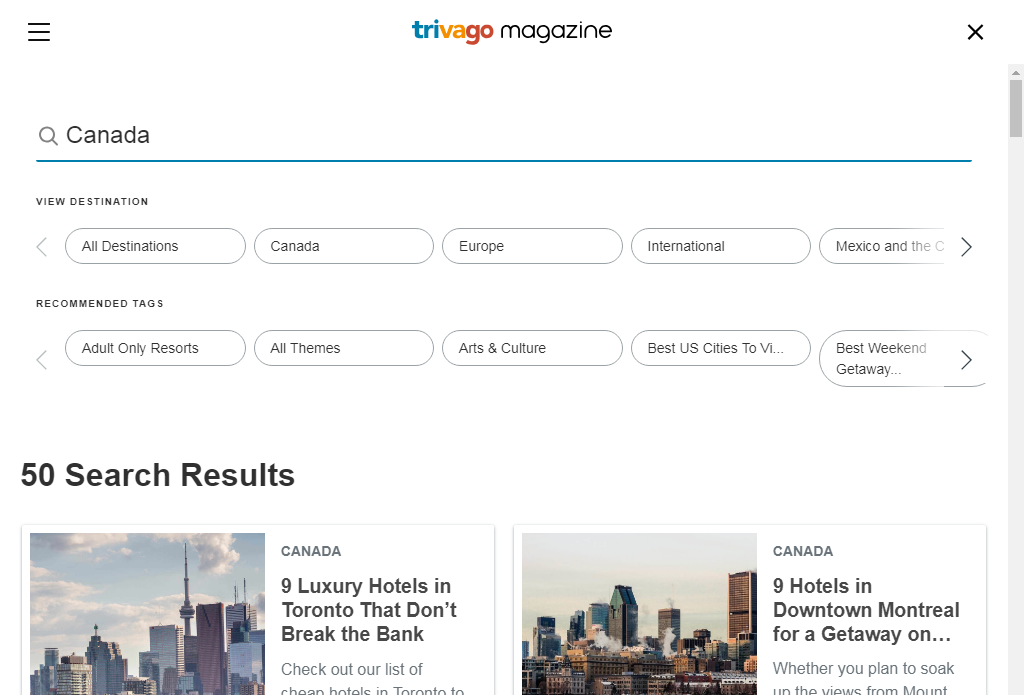 trivago magazine
Canada
VIEW DESTINATION
All Destinations
Canada
Europe
International
Mexico and the C
RECOMMENDED TAGS
Adult Only Resorts
All Themes
Arts & Culture
Best US Cities To Vi...
Best Weekend
Getaway...
50 Search Results
CANADA
9 Luxury Hotels in
Toronto That Don’t
Break the Bank
Check out our list of
cheap hotels in Toronto to
CANADA
9 Hotels in
Downtown Montreal
for a Getaway on…
Whether you plan to soak
up the views from Mount